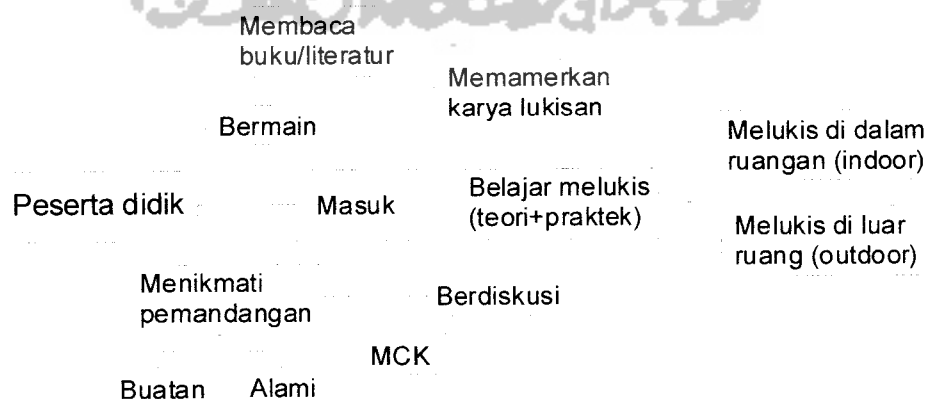 Membaca
buku/literatur
Memamerkan
karya lukisan
Bermain
Melukis di dalam
ruangan (indoor)
Peserta didik
Masuk
Belajar melukis
(teori+praktek)
Melukis di luar
ruang (outdoor)
Menikmati
pemandangan
Berdiskusi
MCK
Buatan
Alami